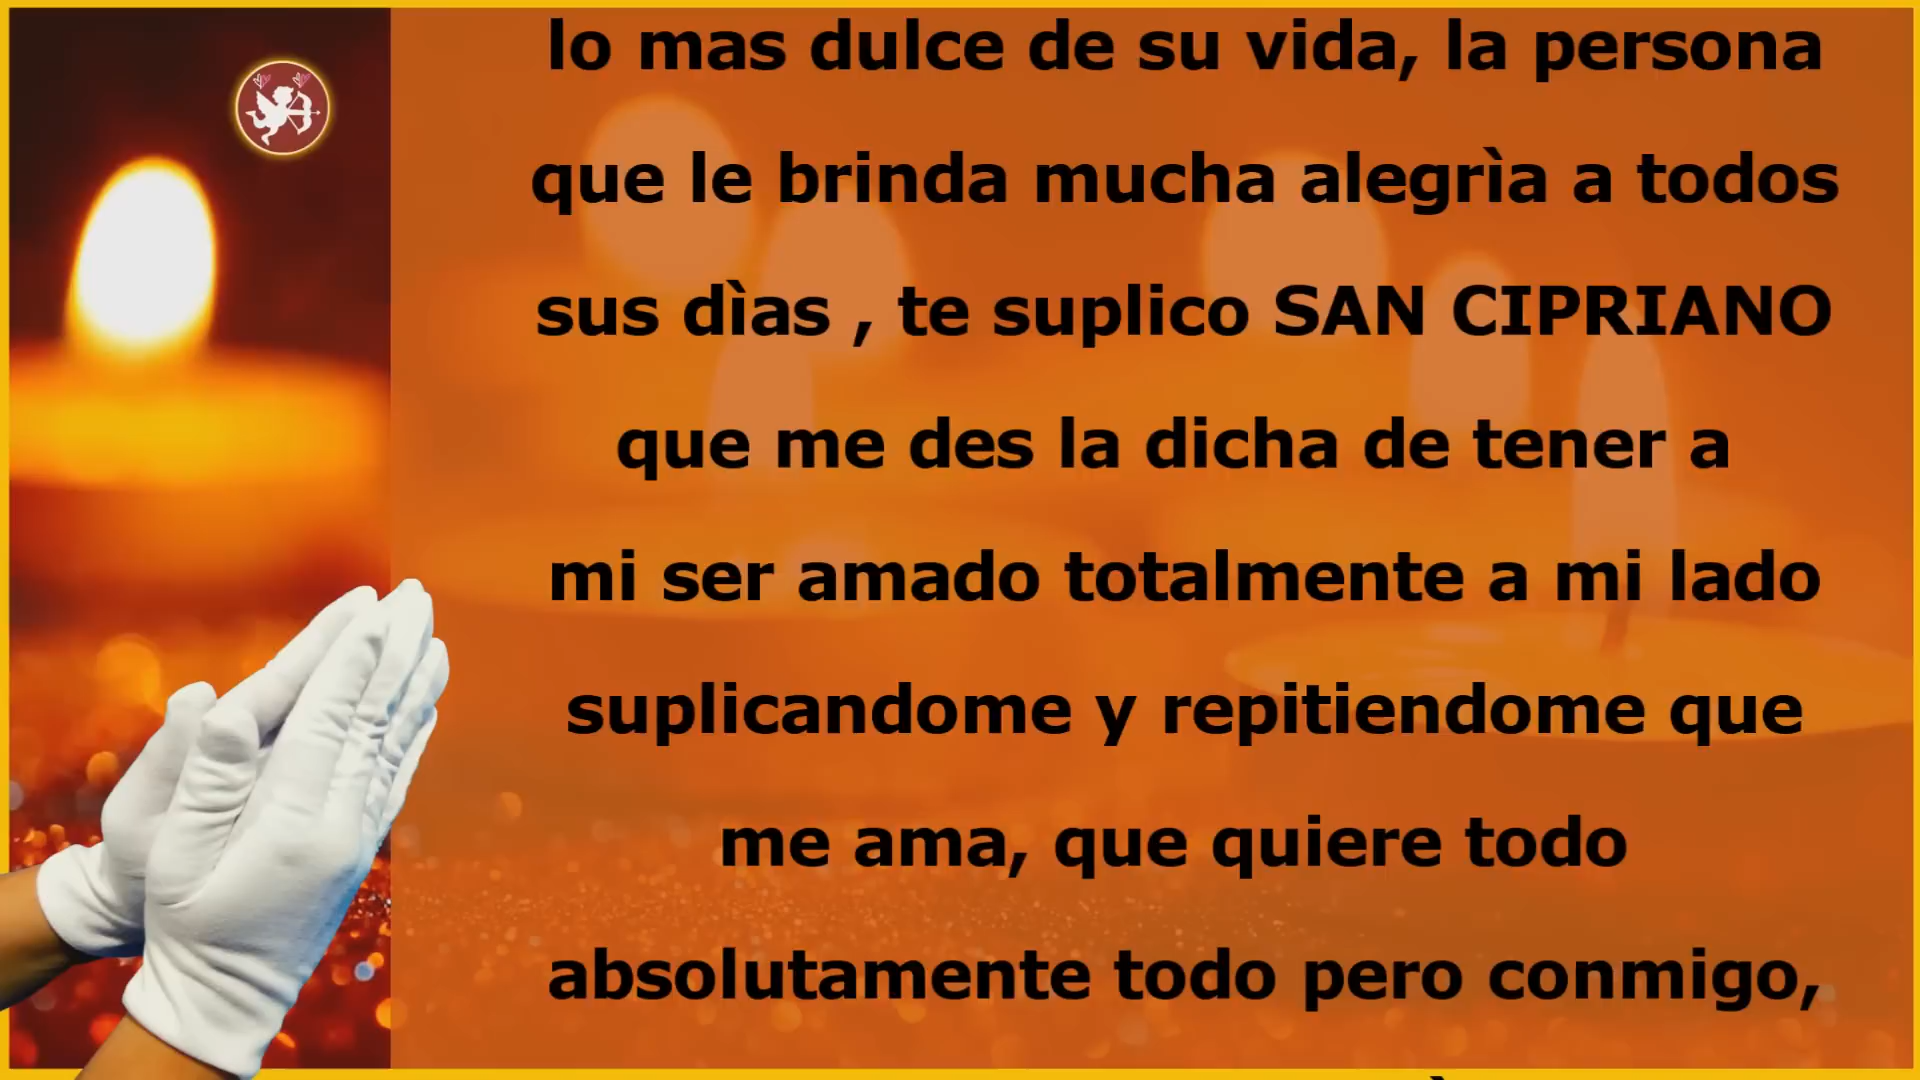 lo mas dulce de su vida, la persona
que le brinda mucha alegrìa a todos
sus dìas , te suplico SAN CIPRIANO
que me des la dicha de tener a
mi ser amado totalmente a mi lado
suplicandome y repitiendome que
me ama, que quiere todo
absolutamente todo pero conmigo,